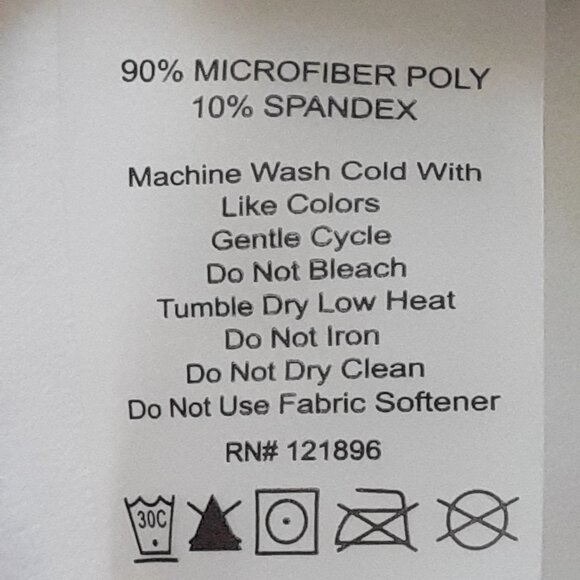 90% MICROFIBER POLY
10% SPANDEX
Machine Wash Cold With
Like Colors
Gentle Cycle
Do Not Bleach
Tumble Dry Low Heat
Do Not Iron
Do Not Dry Clean
Do Not Use Fabric Softener
RN# 121896
30C